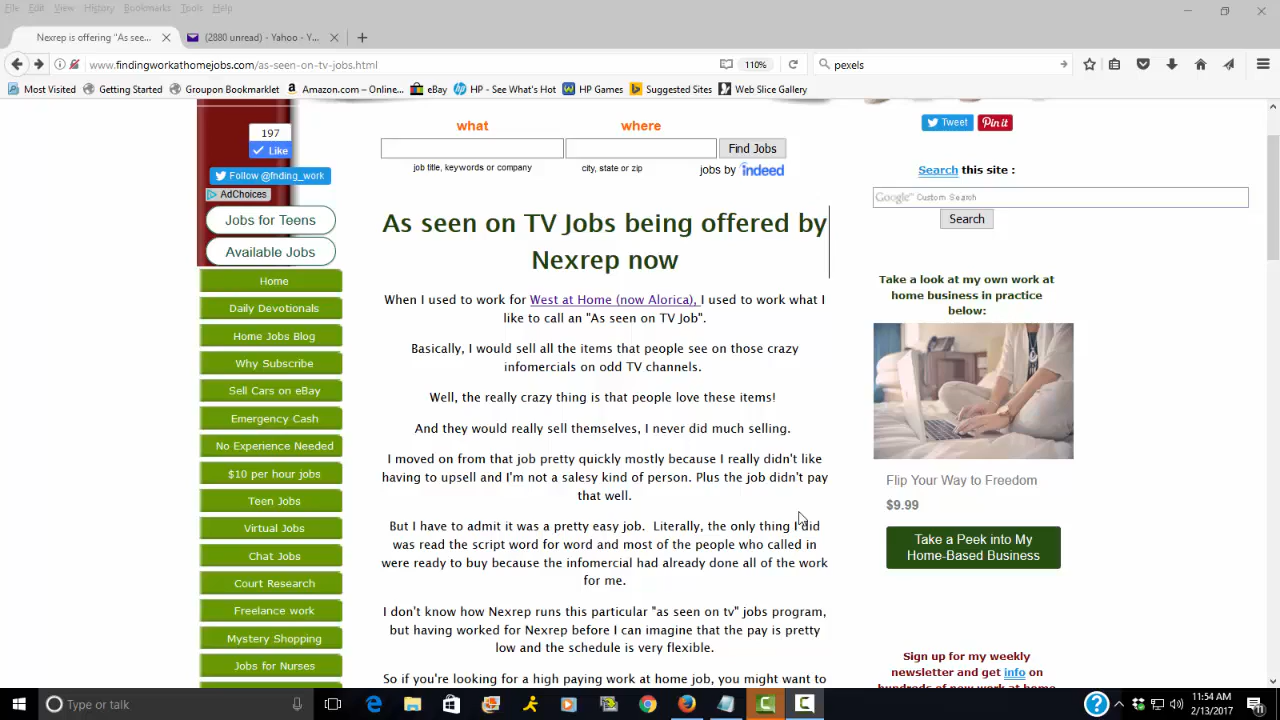 File Edit View History Bookmarks Tools Help
Nexrep is offering "As see...
(2880 unread) - Yahoo - Y...
www.findingworkathomejobs.com/as-seen-on-tv-jobs.html
110%
pexels
Most Visited Getting Started Groupon Bookmarklet Amazon.com – Online... eBay HP - See What's Hot HP Games Suggested Sites Web Slice Gallery
197
Like
Follow @fnding_work
AdChoices
Jobs for Teens
Available Jobs
Home
Daily Devotionals
Home Jobs Blog
Why Subscribe
Sell Cars on eBay
Emergency Cash
No Experience Needed
$10 per hour jobs
Teen Jobs
Virtual Jobs
Chat Jobs
Court Research
Freelance work
Mystery Shopping
Jobs for Nurses
what where
Find Jobs
job title, keywords or company city, state or zip jobs by indeed
As seen on TV Jobs being offered by
Nexrep now
When I used to work for West at Home (now Alorica), I used to work what I
like to call an "As seen on TV Job".
Basically, I would sell all the items that people see on those crazy
infomercials on odd TV channels.
Well, the really crazy thing is that people love these items!
And they would really sell themselves, I never did much selling.
I moved on from that job pretty quickly mostly because I really didn't like
having to upsell and I'm not a salesy kind of person. Plus the job didn't pay
that well.
But I have to admit it was a pretty easy job. Literally, the only thing I did
was read the script word for word and most of the people who called in
were ready to buy because the infomercial had already done all of the work
for me.
I don't know how Nexrep runs this particular "as seen on tv" jobs program,
but having worked for Nexrep before I can imagine that the pay is pretty
low and the schedule is very flexible.
So if you're looking for a high paying work at home job, you might want to
Tweet Pin it
Search this site :
Google Custom Search
Search
Take a look at my own work at
home business in practice
below:
Flip Your Way to Freedom
$9.99
Take a Peek into My
Home-Based Business
Sign up for my weekly
newsletter and get info on
hundreds of new work at home
Type or talk
11:54 AM
2/13/2017